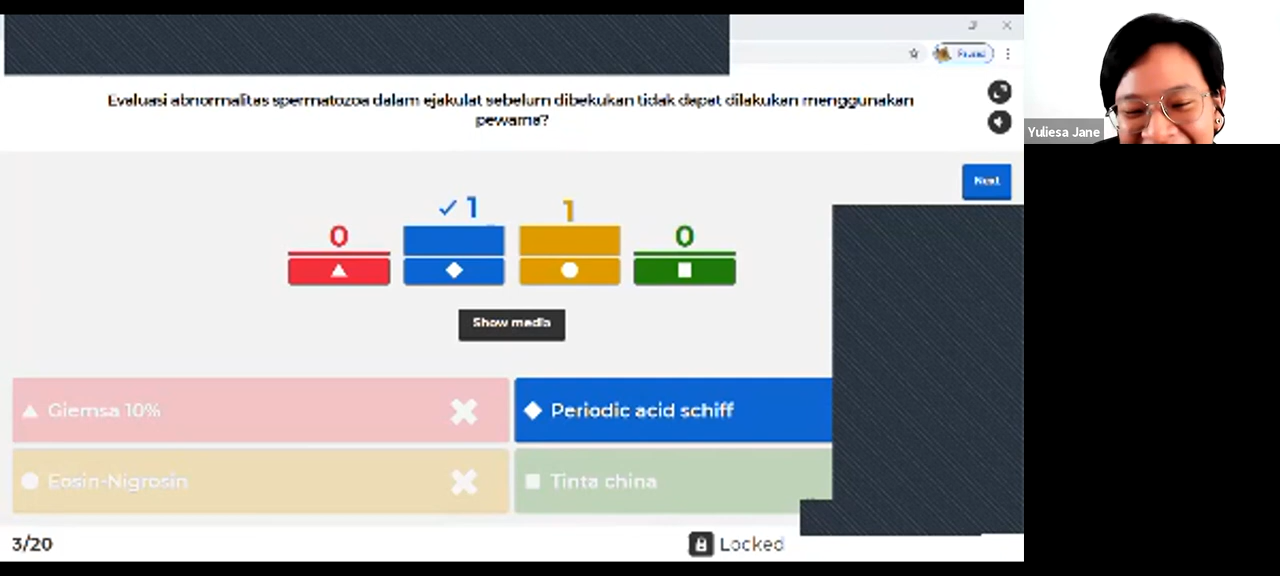 Paused
Evaluasi abnormalitas spermatozoa dalam ejakulat sebelum dibekukan tidak dapat dilakukan menggunakan
pewarna?
Yuliesa Jane
Next
0
1
1
0
Show media
Giemsa 10%
Periodic acid schiff
Eosin-Nigrosin
Tinta china
3/20
Locked